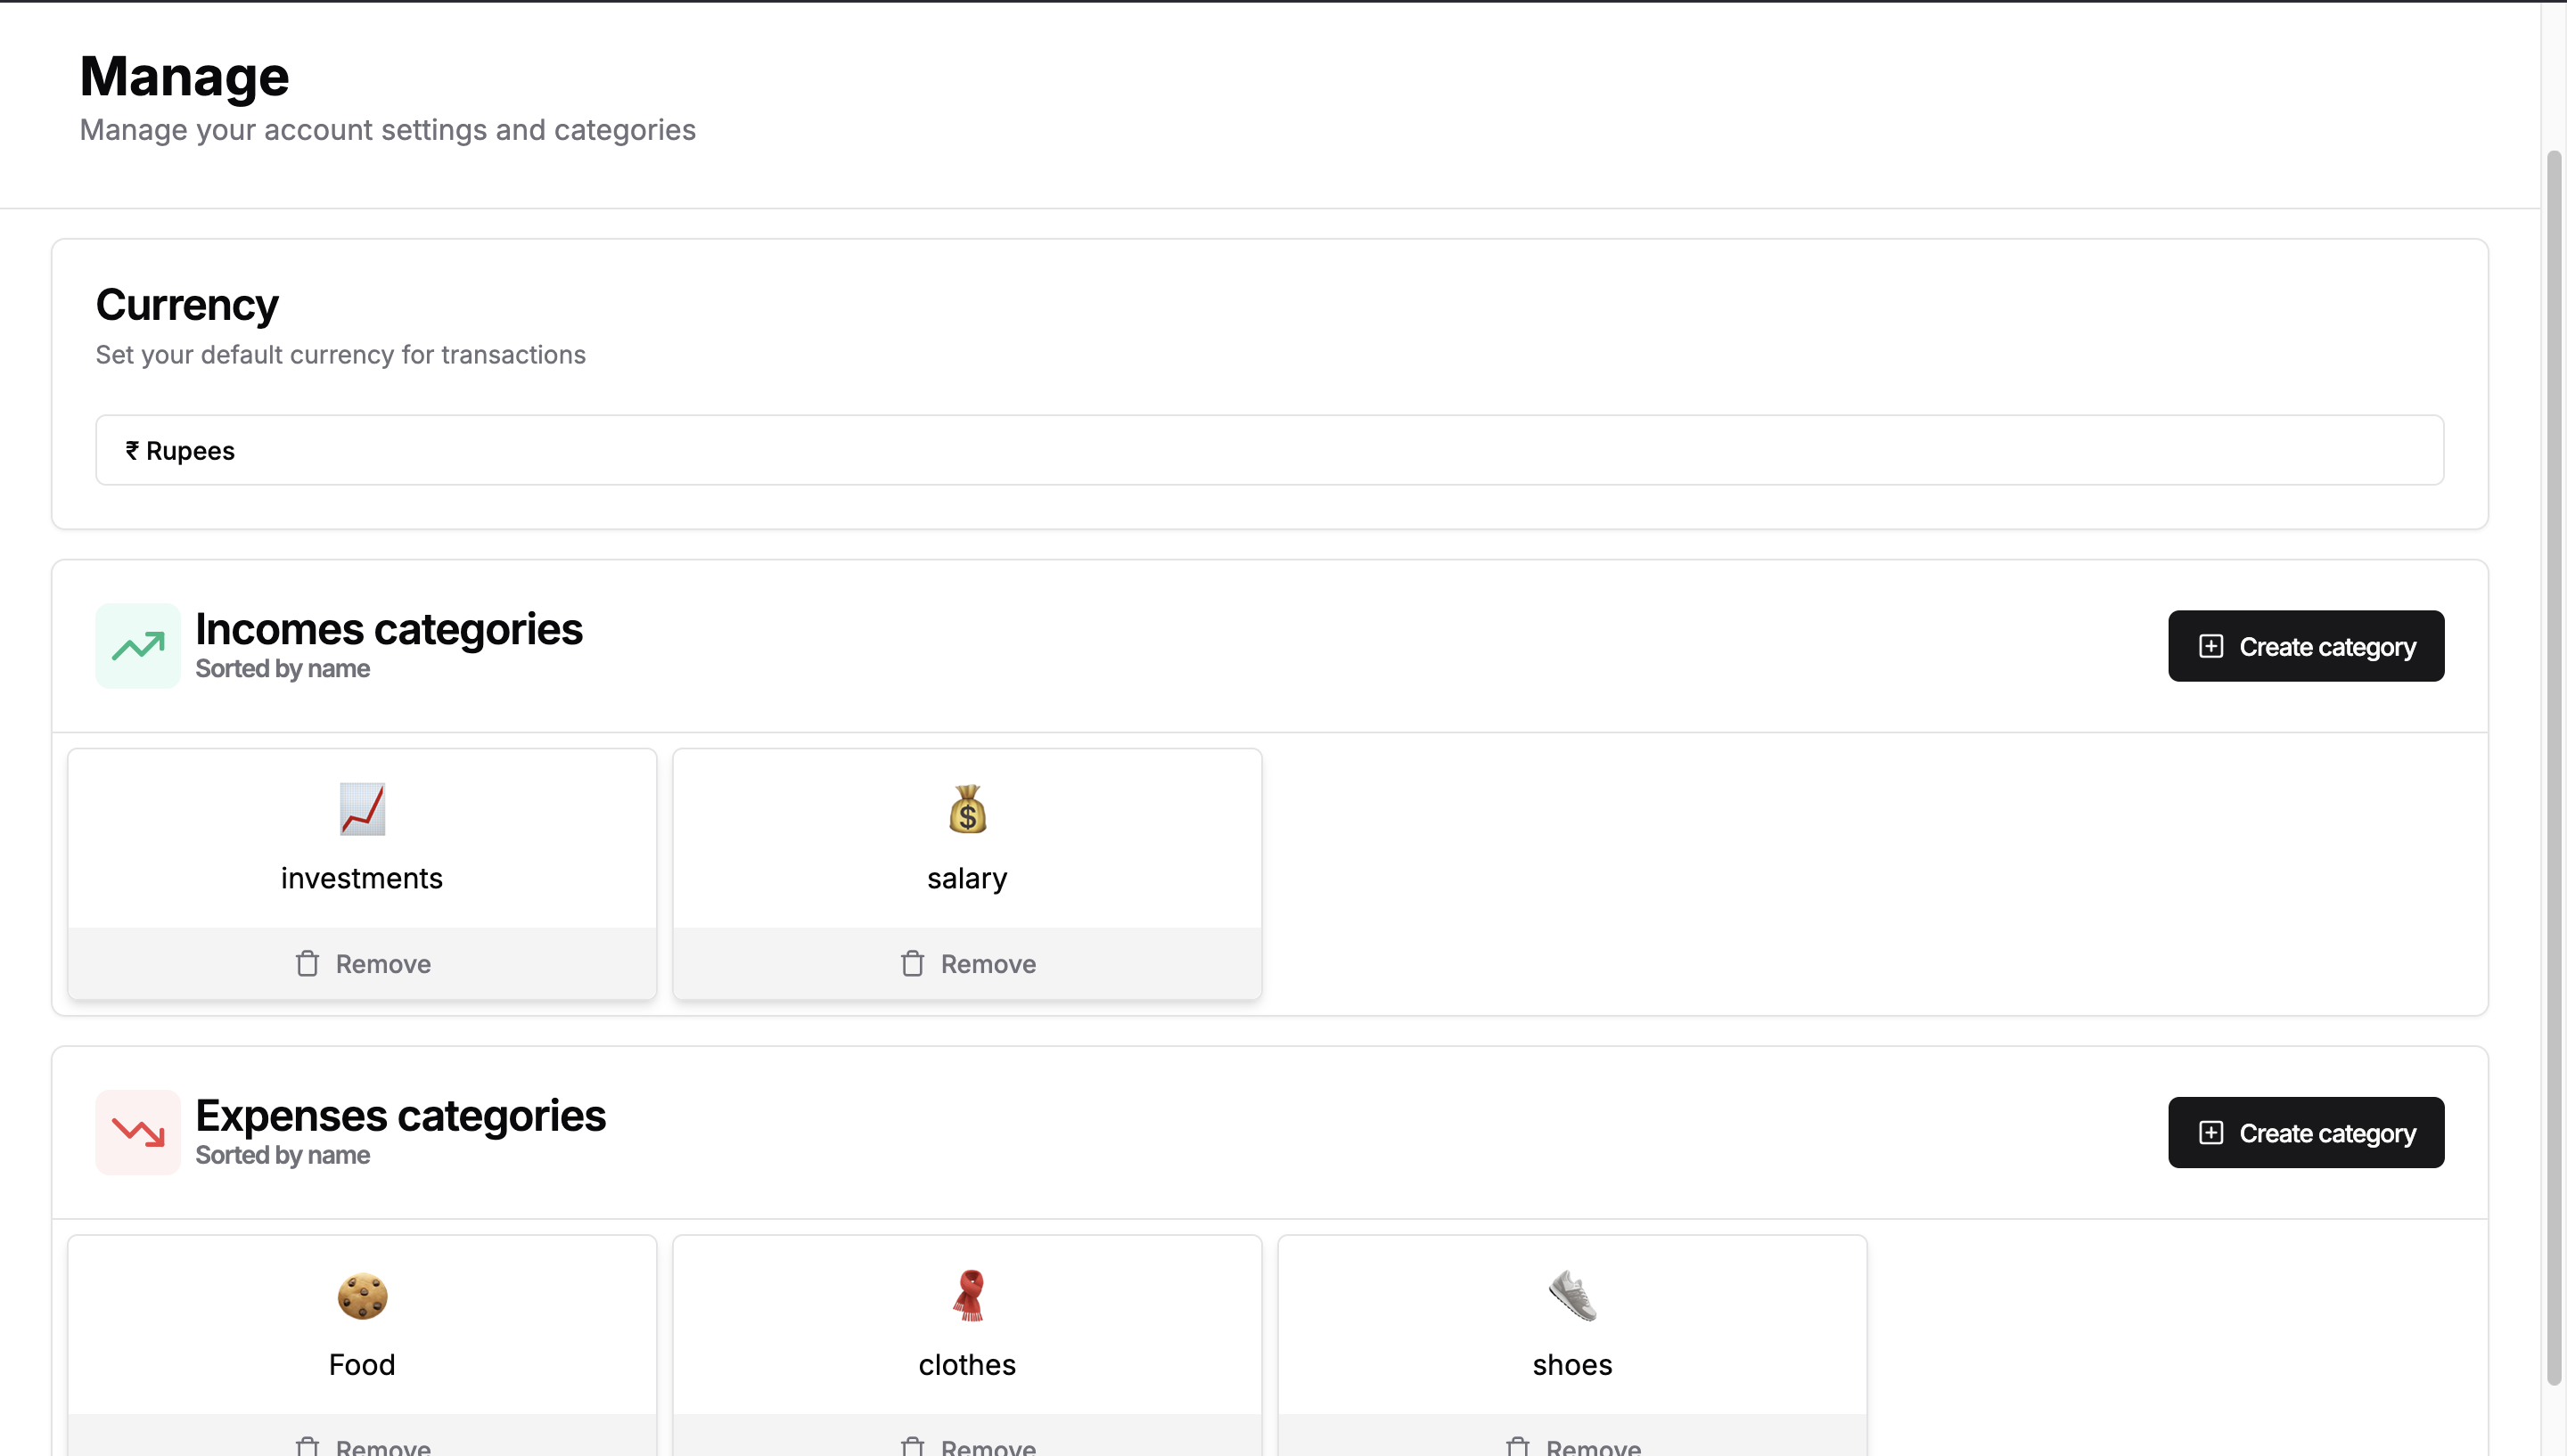 Manage
Manage your account settings and categories
Currency
Set your default currency for transactions
₹ Rupees
Incomes categories
Sorted by name
Create category
investments
salary
Remove
Remove
Expenses categories
Sorted by name
Create category
Food
clothes
shoes
Remove
Remove
Remove